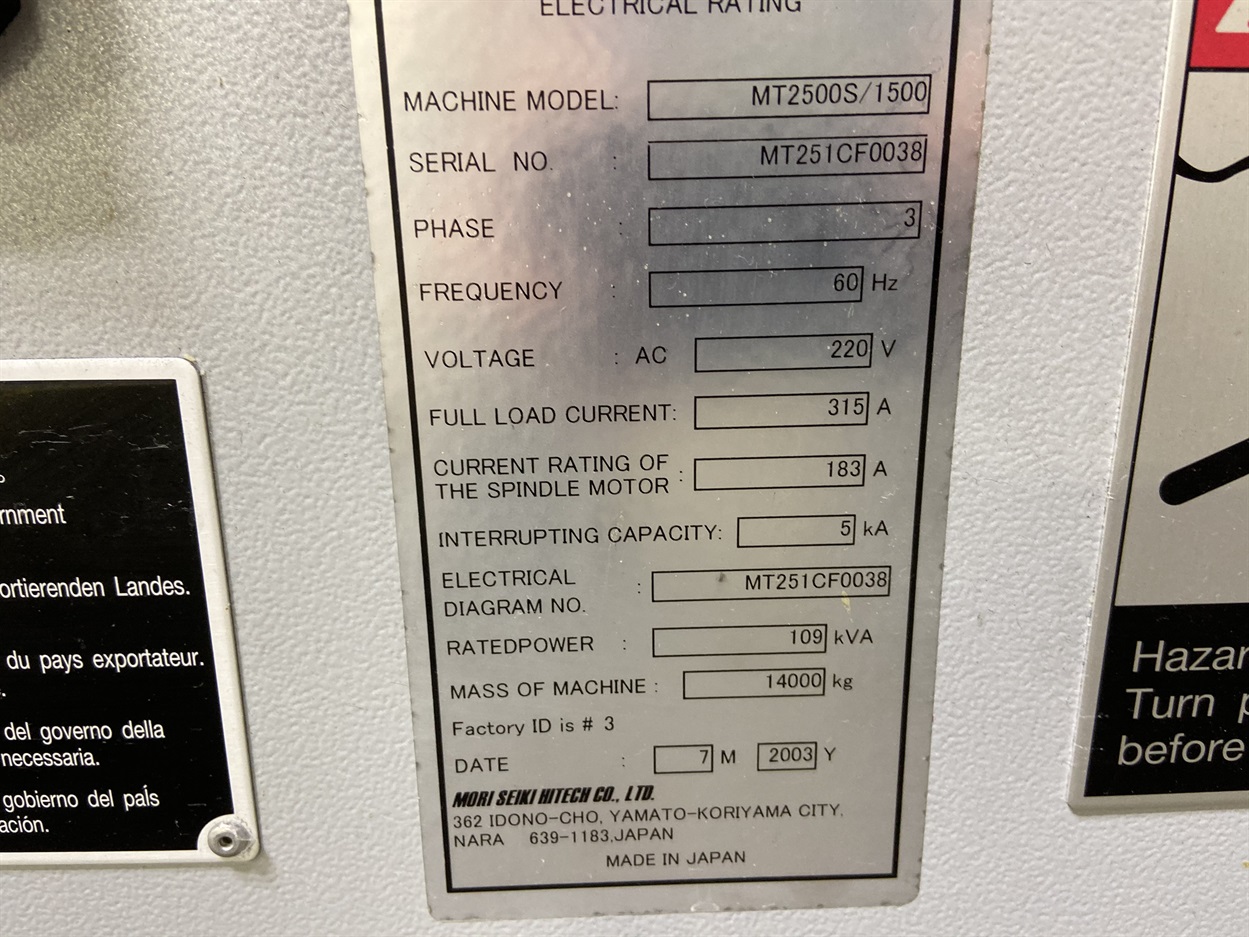 ELECTRICAL RATING
MACHINE MODEL: MT2500S/1500
SERIAL NO. : MT251CF0038
PHASE : 3
FREQUENCY : 60 Hz
VOLTAGE : AC 220 V
FULL LOAD CURRENT: 315 A
CURRENT RATING OF
THE SPINDLE MOTOR : 183 A
INTERRUPTING CAPACITY: 5 kA
ELECTRICAL
DIAGRAM NO. : MT251CF0038
RATEDPOWER : 109 kVA
MASS OF MACHINE : 14000 kg
Factory ID is # 3
DATE : 7 M 2003 Y
MORI SEIKI HITECH CO., LTD.
362 IDONO-CHO, YAMATO-KORIYAMA CITY,
NARA 639-1183,JAPAN
MADE IN JAPAN
rnment
ortierenden Landes.
du pays exportateur.
del governo della
necessaria.
gobierno del país
ación.
Hazar
Turn p
before